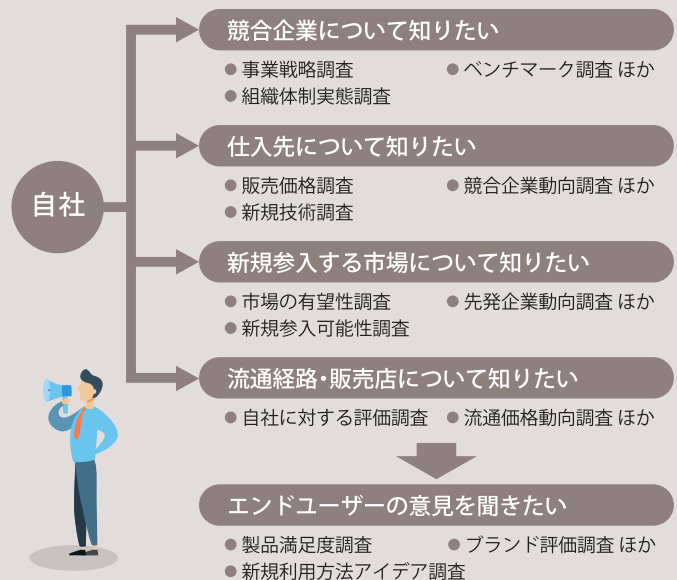 自社
競合企業について知りたい
● 事業戦略調査 ● ベンチマーク調査 ほか
● 組織体制実態調査
仕入先について知りたい
● 販売価格調査 ● 競合企業動向調査 ほか
● 新規技術調査
新規参入する市場について知りたい
● 市場の有望性調査 ● 先発企業動向調査 ほか
● 新規参入可能性調査
流通経路・販売店について知りたい
● 自社に対する評価調査 ● 流通価格動向調査 ほか
エンドユーザーの意見を聞きたい
● 製品満足度調査 ● ブランド評価調査 ほか
● 新規利用方法アイデア調査